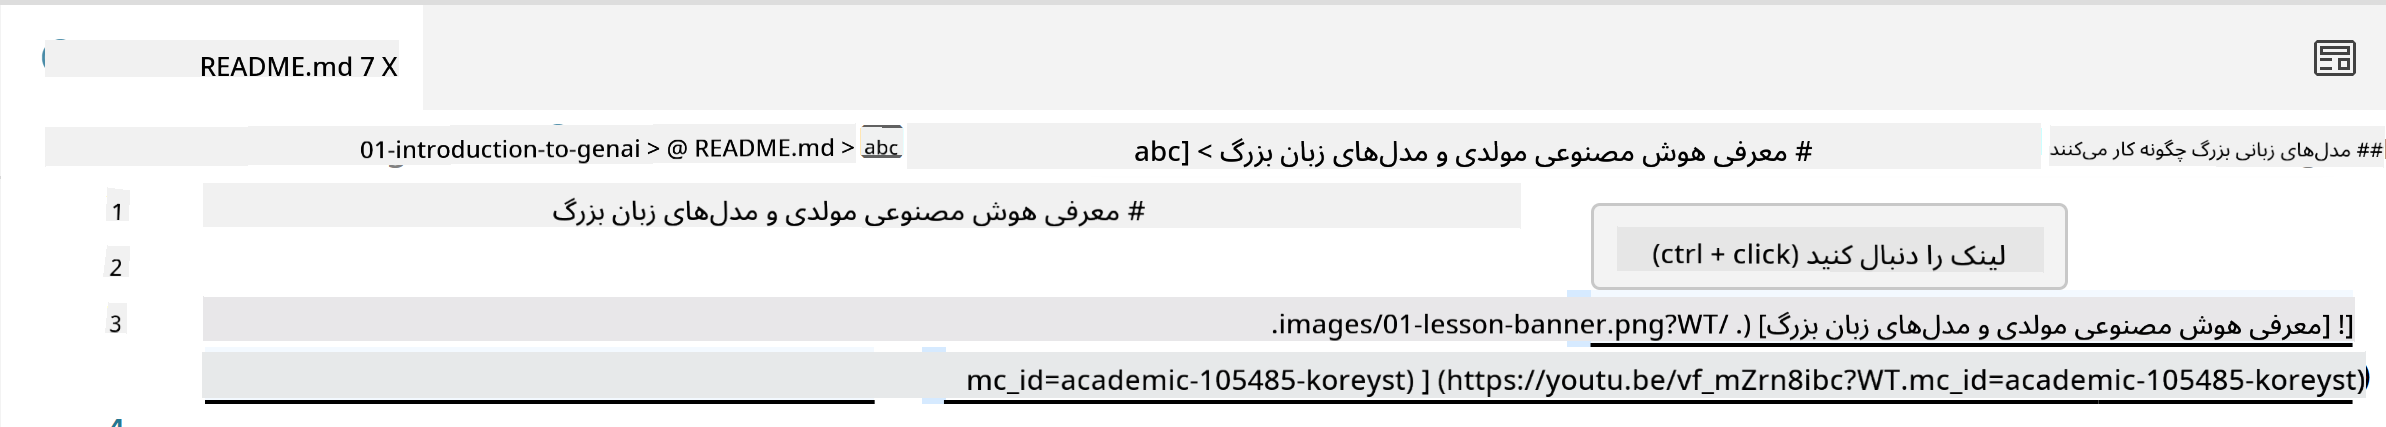 README.md 7 X
01-introduction-to-genai > @ README.md > abc # معرفی هوش مصنوعی مولدی و مدل‌های زبان بزرگ > [abc ## مدل‌های زبانی بزرگ چگونه کار می‌کنند
1 # معرفی هوش مصنوعی مولدی و مدل‌های زبان بزرگ
لینک را دنبال کنید (ctrl + click)
2
3 [! [معرفی هوش مصنوعی مولدی و مدل‌های زبان بزرگ] (. /images/01-lesson-banner.png?WT.
mc_id=academic-105485-koreyst) ] (https://youtu.be/vf_mZrn8ibc?WT.mc_id=academic-105485-koreyst)